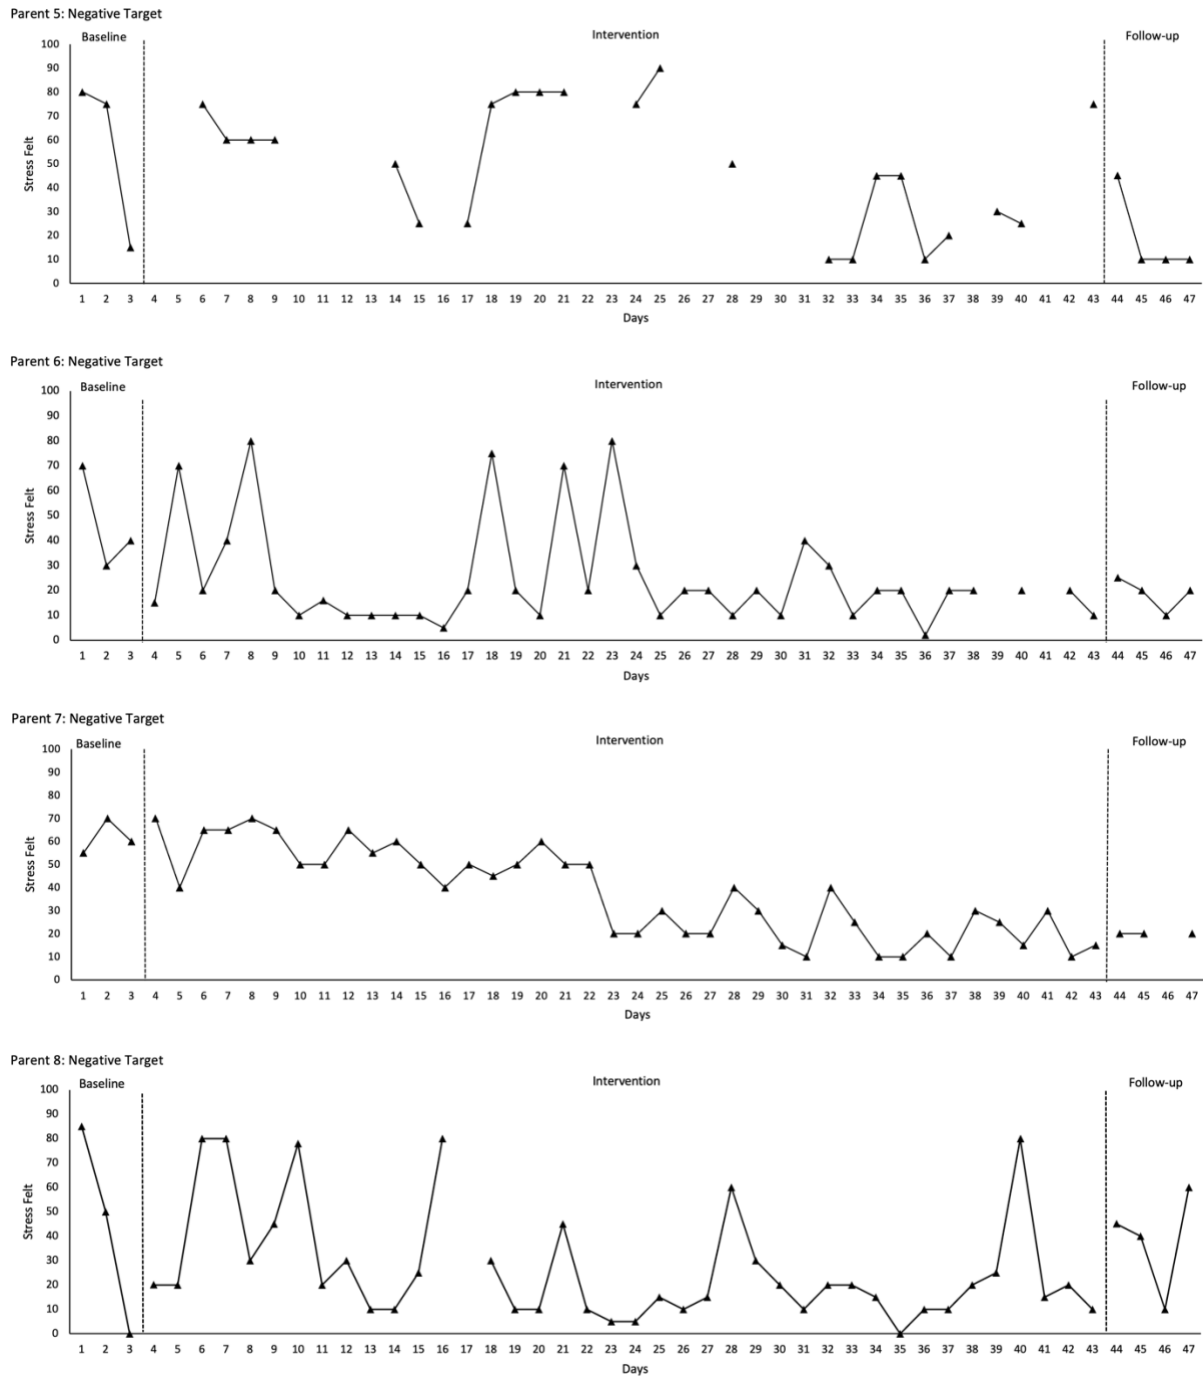 Parent 5: Negative Target
Baseline Intervention Follow-up
100
90
80
70
60
50
40
30
20
10
0
Stress Felt
1 2 3 4 5 6 7 8 9 10 11 12 13 14 15 17 18 19 20 21 22 23 24 25 26 27 28 29 30 31 32 33 34 35 36 37 38 39 40 41 42 43 44 45 46 47
Days
Parent 6: Negative Target
Baseline Intervention Follow-up
100
90
80
70
60
50
40
30
20
10
0
Stress Felt
1 2 3 4 5 6 7 8 9 10 11 12 13 14 15 16 17 18 19 20 21 22 23 24 25 26 27 28 29 30 31 32 33 34 35 36 37 38 39 40 41 42 43 44 45 46 47
Days
Parent 7: Negative Target
Baseline Intervention Follow-up
100
90
80
70
60
50
40
30
20
10
0
Stress Felt
1 2 3 4 5 6 7 8 9 10 11 12 13 14 15 16 17 18 19 20 21 22 23 24 25 26 27 28 29 30 31 32 33 34 35 36 37 38 39 40 41 42 43 44 45 46 47
Days
Parent 8: Negative Target
Baseline Intervention Follow-up
100
90
80
70
60
50
40
30
20
10
0
Stress Felt
1 2 3 4 5 6 7 8 9 10 11 12 13 14 15 16 17 18 19 20 21 22 23 24 25 26 27 28 29 30 31 32 33 34 35 36 37 38 39 40 41 42 43 44 45 46 47
Days